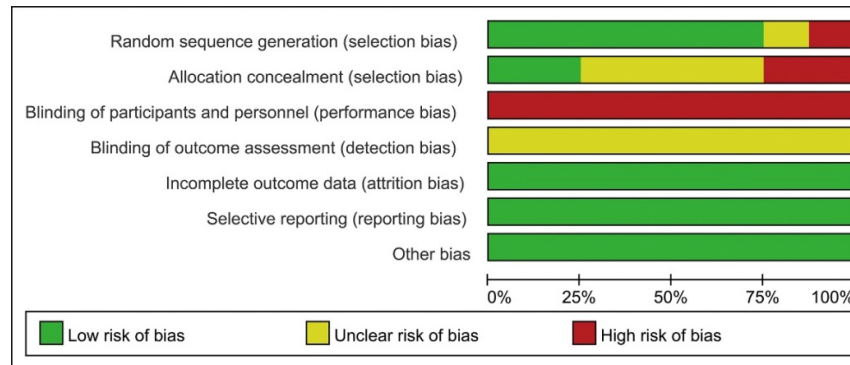 Random sequence generation (selection bias)
Allocation concealment (selection bias)
Blinding of participants and personnel (performance bias)
Blinding of outcome assessment (detection bias)
Incomplete outcome data (attrition bias)
Selective reporting (reporting bias)
Other bias
0% 25% 50% 75% 100%
Low risk of bias Unclear risk of bias High risk of bias